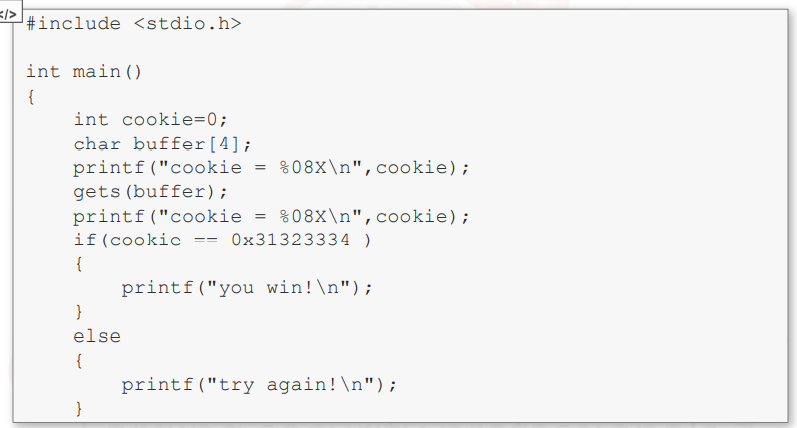 </>
#include <stdio.h>
int main()
{
    int cookie=0;
    char buffer[4];
    printf("cookie = %08X\n",cookie);
    gets(buffer);
    printf("cookie = %08X\n",cookie);
    if(cookie == 0x31323334 )
    {
        printf("you win!\n");
    }
    else
    {
        printf("try again!\n");
    }